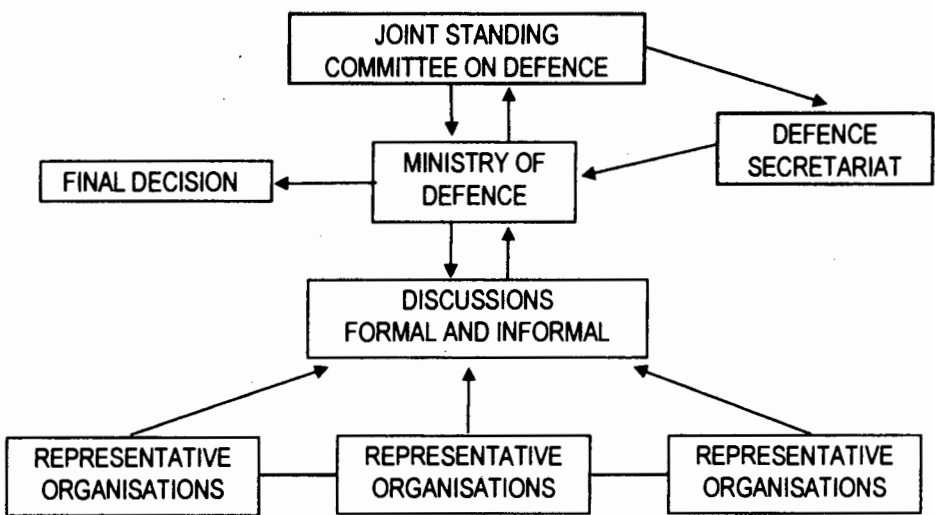 JOINT STANDING
COMMITTEE ON DEFENCE
DEFENCE
SECRETARIAT
MINISTRY OF
DEFENCE
FINAL DECISION
DISCUSSIONS
FORMAL AND INFORMAL
REPRESENTATIVE
ORGANISATIONS
REPRESENTATIVE
ORGANISATIONS
REPRESENTATIVE
ORGANISATIONS